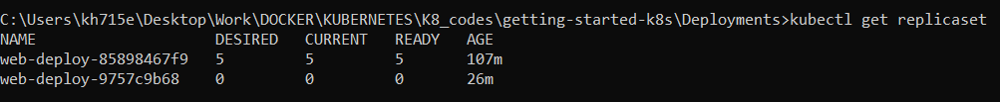 C:\Users\kh715e\Desktop\Work\DOCKER\KUBERNETES\K8_codes\getting-started-k8s\Deployments>kubectl get replicaset
NAME                    DESIRED   CURRENT   READY   AGE
web-deploy-85898467f9   5         5         5       107m
web-deploy-9757c9b68    0         0         0       26m